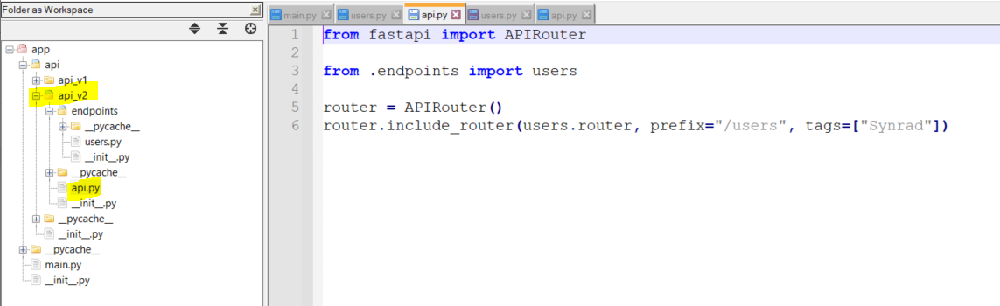 Folder as Workspace
app
api
api_v1
api_v2
endpoints
__pycache__
users.py
__init__.py
__pycache__
api.py
__init__.py
__pycache__
__init__.py
__pycache__
main.py
__init__.py
main.py users.py api.py users.py api.py
1 from fastapi import APIRouter
2
3 from .endpoints import users
4
5 router = APIRouter()
6 router.include_router(users.router, prefix="/users", tags=["Synrad"])